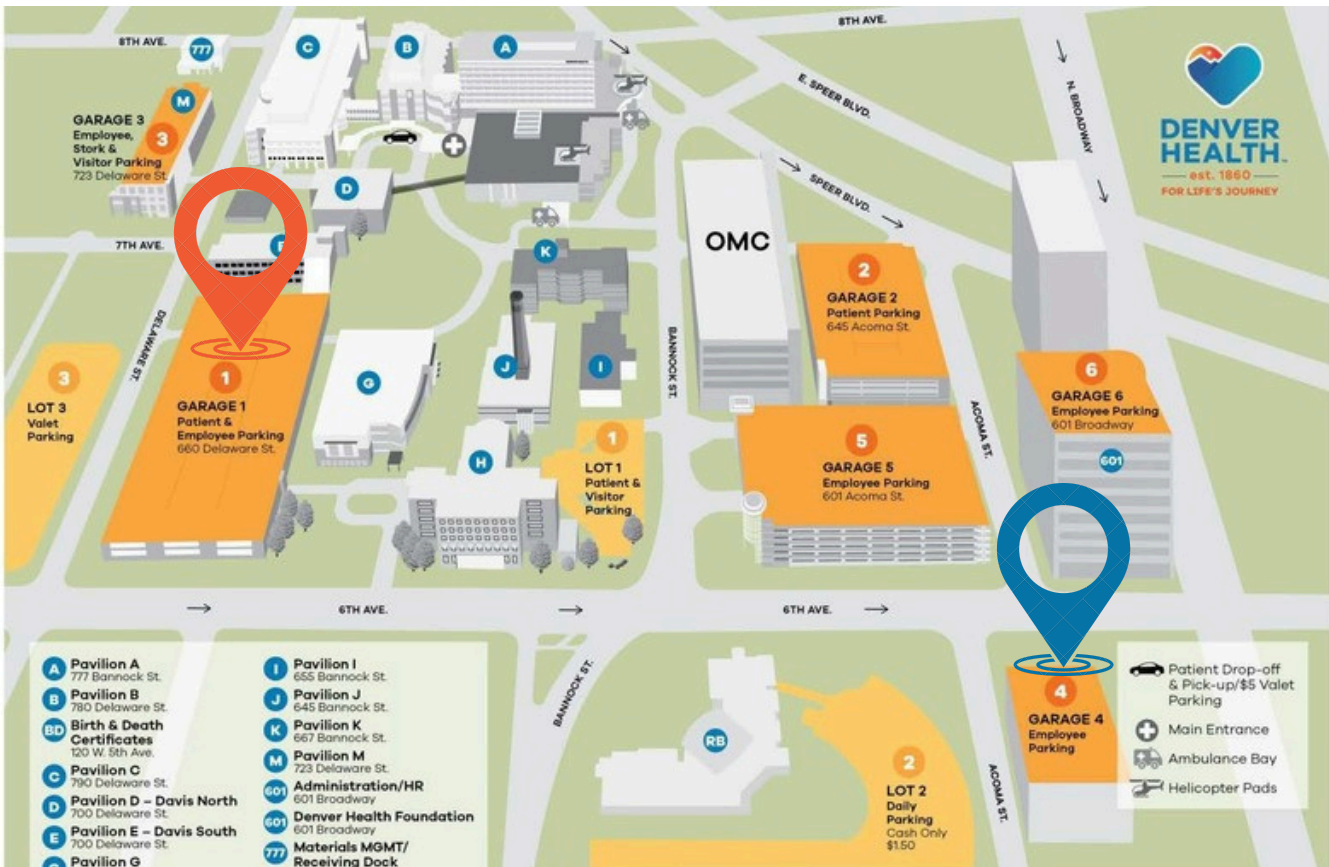 8TH AVE.
8TH AVE.
777
C
B
A
M
3
GARAGE 3
Employee,
Stork &
Visitor Parking
723 Delaware St.
E. SPEER BLVD.
N. BROADWAY
DENVER
HEALTH™
est. 1860
FOR LIFE'S JOURNEY
D
SPEER BLVD.
7TH AVE.
K
OMC
2
GARAGE 2
Patient Parking
645 Acoma St.
DELAWARE ST.
BANNOCK ST.
3
LOT 3
Valet
Parking
1
GARAGE 1
Patient &
Employee Parking
660 Delaware St.
G
J
I
H
1
LOT 1
Patient &
Visitor
Parking
ACOMA ST.
5
GARAGE 5
Employee Parking
601 Acoma St.
6
GARAGE 6
Employee Parking
601 Broadway
601
6TH AVE.
6TH AVE.
BANNOCK ST.
RB
2
LOT 2
Daily
Parking
Cash Only
$1.50
ACOMA ST.
4
GARAGE 4
Employee
Parking
A Pavilion A
777 Bannock St.
B Pavilion B
780 Delaware St.
BD Birth & Death
Certificates
120 W. 5th Ave.
C Pavilion C
790 Delaware St.
D Pavilion D – Davis North
700 Delaware St.
E Pavilion E – Davis South
700 Delaware St.
Pavilion G
I Pavilion I
655 Bannock St.
J Pavilion J
645 Bannock St.
K Pavilion K
667 Bannock St.
M Pavilion M
723 Delaware St.
601 Administration/HR
601 Broadway
601 Denver Health Foundation
601 Broadway
777 Materials MGMT/
Receiving Dock
Patient Drop-off
& Pick-up/$5 Valet
Parking
Main Entrance
Ambulance Bay
Helicopter Pads